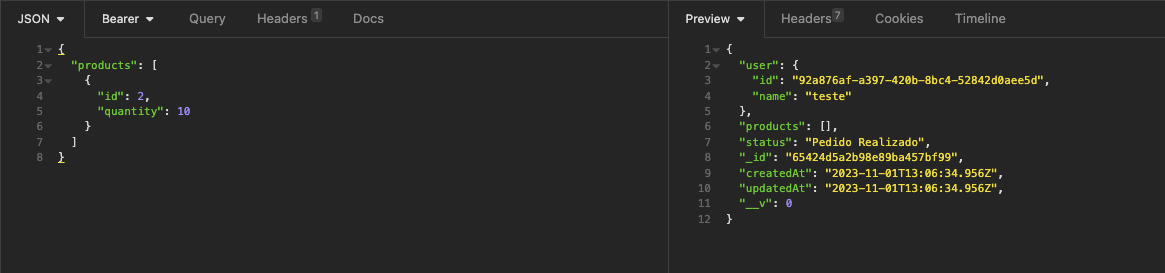 JSON Bearer Query Headers 1 Docs
1 {
2 "products": [
3 {
4 "id": 2,
5 "quantity": 10
6 }
7 ]
8 }
Preview Headers 7 Cookies Timeline
1 {
2 "user": {
3 "id": "92a876af-a397-420b-8bc4-52842d0aee5d",
4 "name": "teste"
5 },
6 "products": [],
7 "status": "Pedido Realizado",
8 "_id": "65424d5a2b98e89ba457bf99",
9 "createdAt": "2023-11-01T13:06:34.956Z",
10 "updatedAt": "2023-11-01T13:06:34.956Z",
11 "__v": 0
12 }